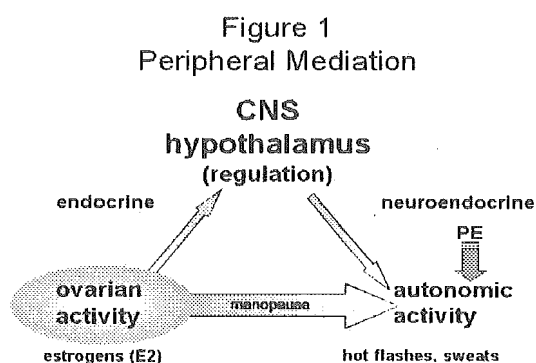 Figure 1
Peripheral Mediation
CNS
hypothalamus
(regulation)
endocrine
neuroendocrine
PE
ovarian
activity
menopause
autonomic
activity
estrogens (E2)
hot flashes, sweats